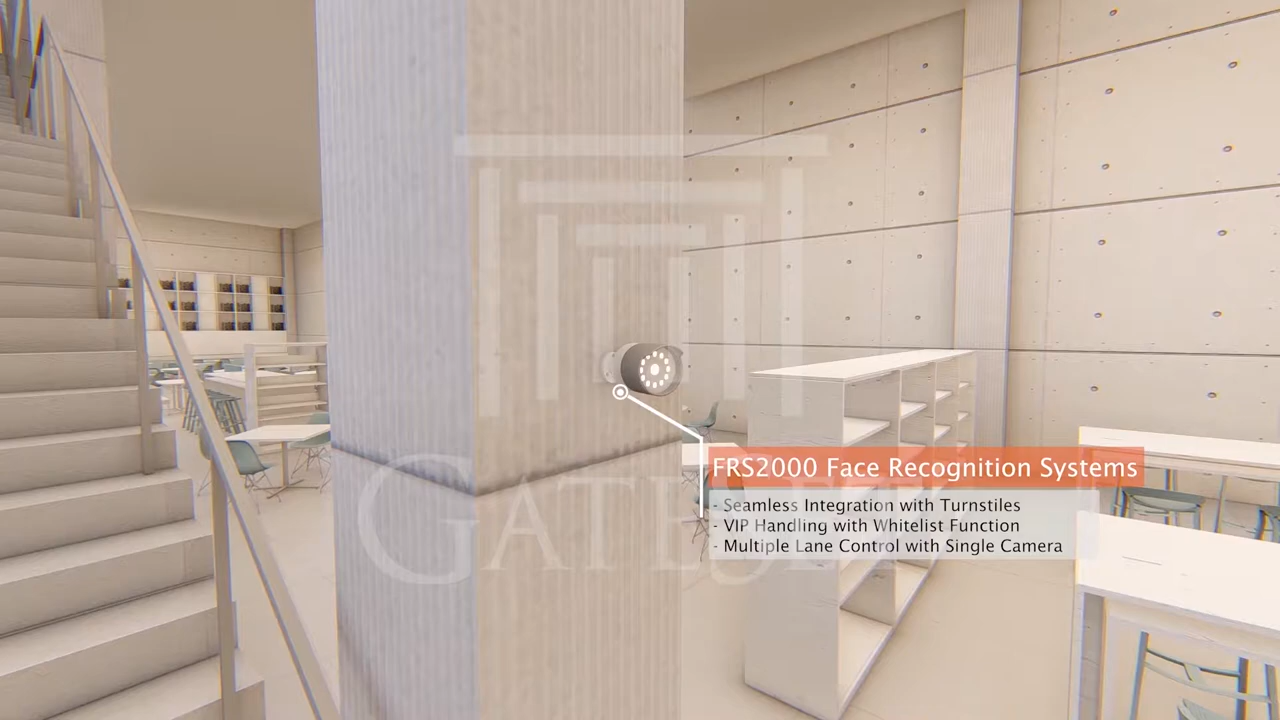 FRS2000 Face Recognition Systems
- Seamless Integration with Turnstiles
- VIP Handling with Whitelist Function
- Multiple Lane Control with Single Camera